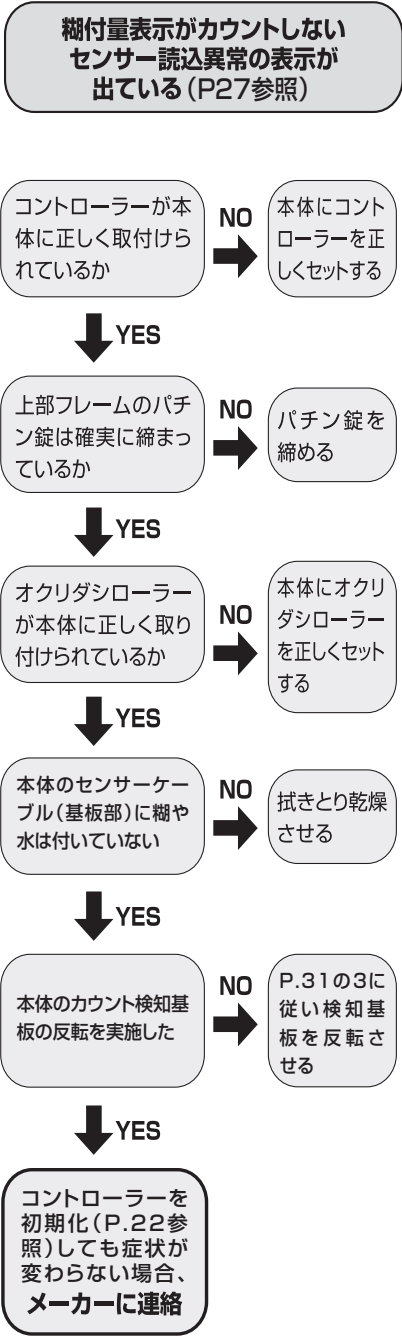 糊付量表示がカウントしない
センサー読込異常の表示が
出ている（P27参照）
コントローラーが本
体に正しく取付けら
れているか
NO
本体にコント
ローラーを正
しくセットする
YES
上部フレームのパチ
ン錠は確実に締まっ
ているか
NO
パチン錠を
締める
YES
オクリダシローラー
が本体に正しく取り
付けられているか
NO
本体にオクリ
ダシローラー
を正しくセット
する
YES
本体のセンサーケー
ブル（基板部）に糊や
水は付いていない
NO
拭きとり乾燥
させる
YES
本体のカウント検知基
板の反転を実施した
NO
P.31の3に
従い検知基
板を反転さ
せる
YES
コントローラーを
初期化（P.22参
照）しても症状が
変わらない場合、
メーカーに連絡